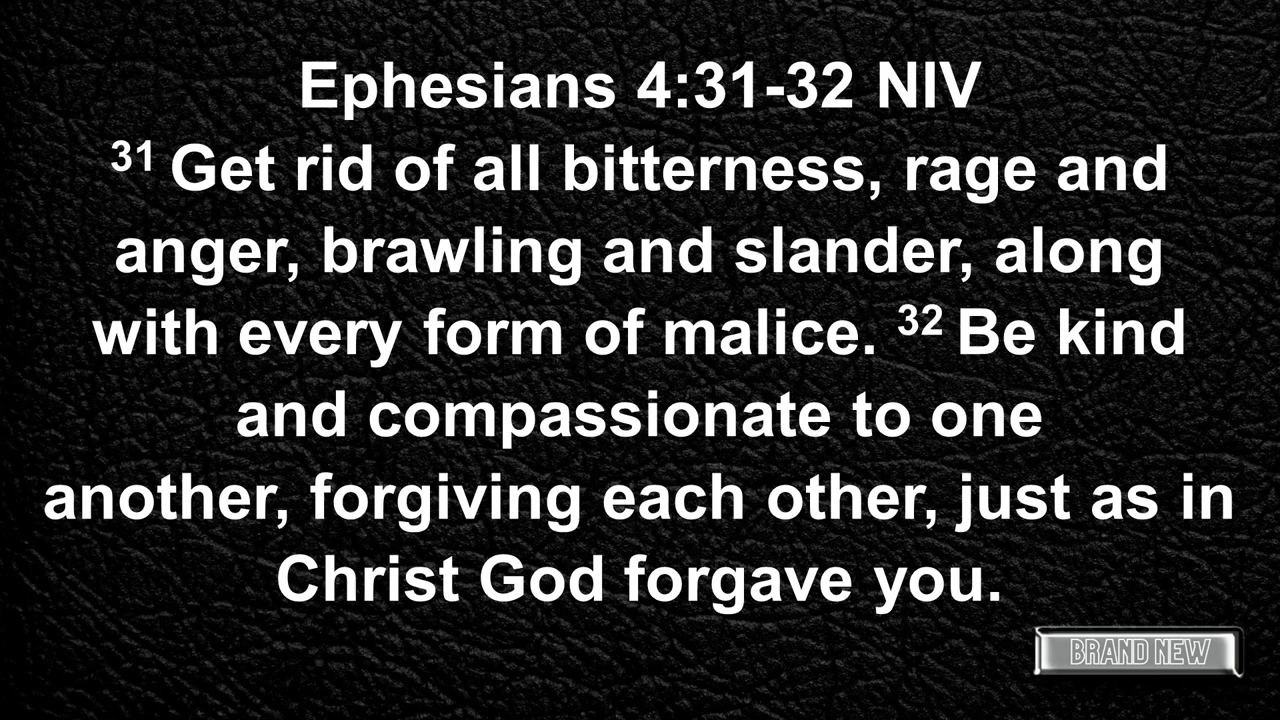 Ephesians 4:31-32 NIV
31 Get rid of all bitterness, rage and
anger, brawling and slander, along
with every form of malice. 32 Be kind
and compassionate to one
another, forgiving each other, just as in
Christ God forgave you.
BRAND NEW